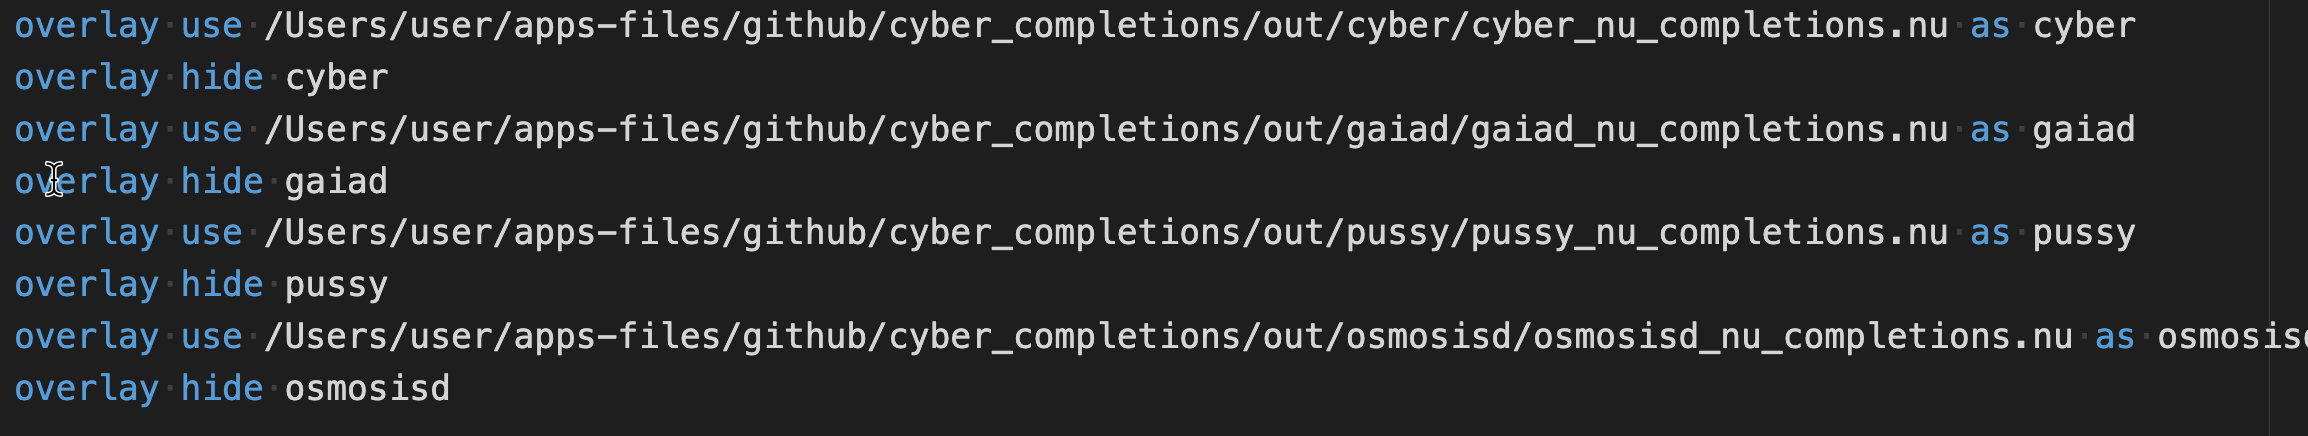 overlay use /Users/user/apps-files/github/cyber_completions/out/cyber/cyber_nu_completions.nu as cyber
overlay hide cyber
overlay use /Users/user/apps-files/github/cyber_completions/out/gaiad/gaiad_nu_completions.nu as gaiad
overlay hide gaiad
overlay use /Users/user/apps-files/github/cyber_completions/out/pussy/pussy_nu_completions.nu as pussy
overlay hide pussy
overlay use /Users/user/apps-files/github/cyber_completions/out/osmosisd/osmosisd_nu_completions.nu as osmosisd
overlay hide osmosisd